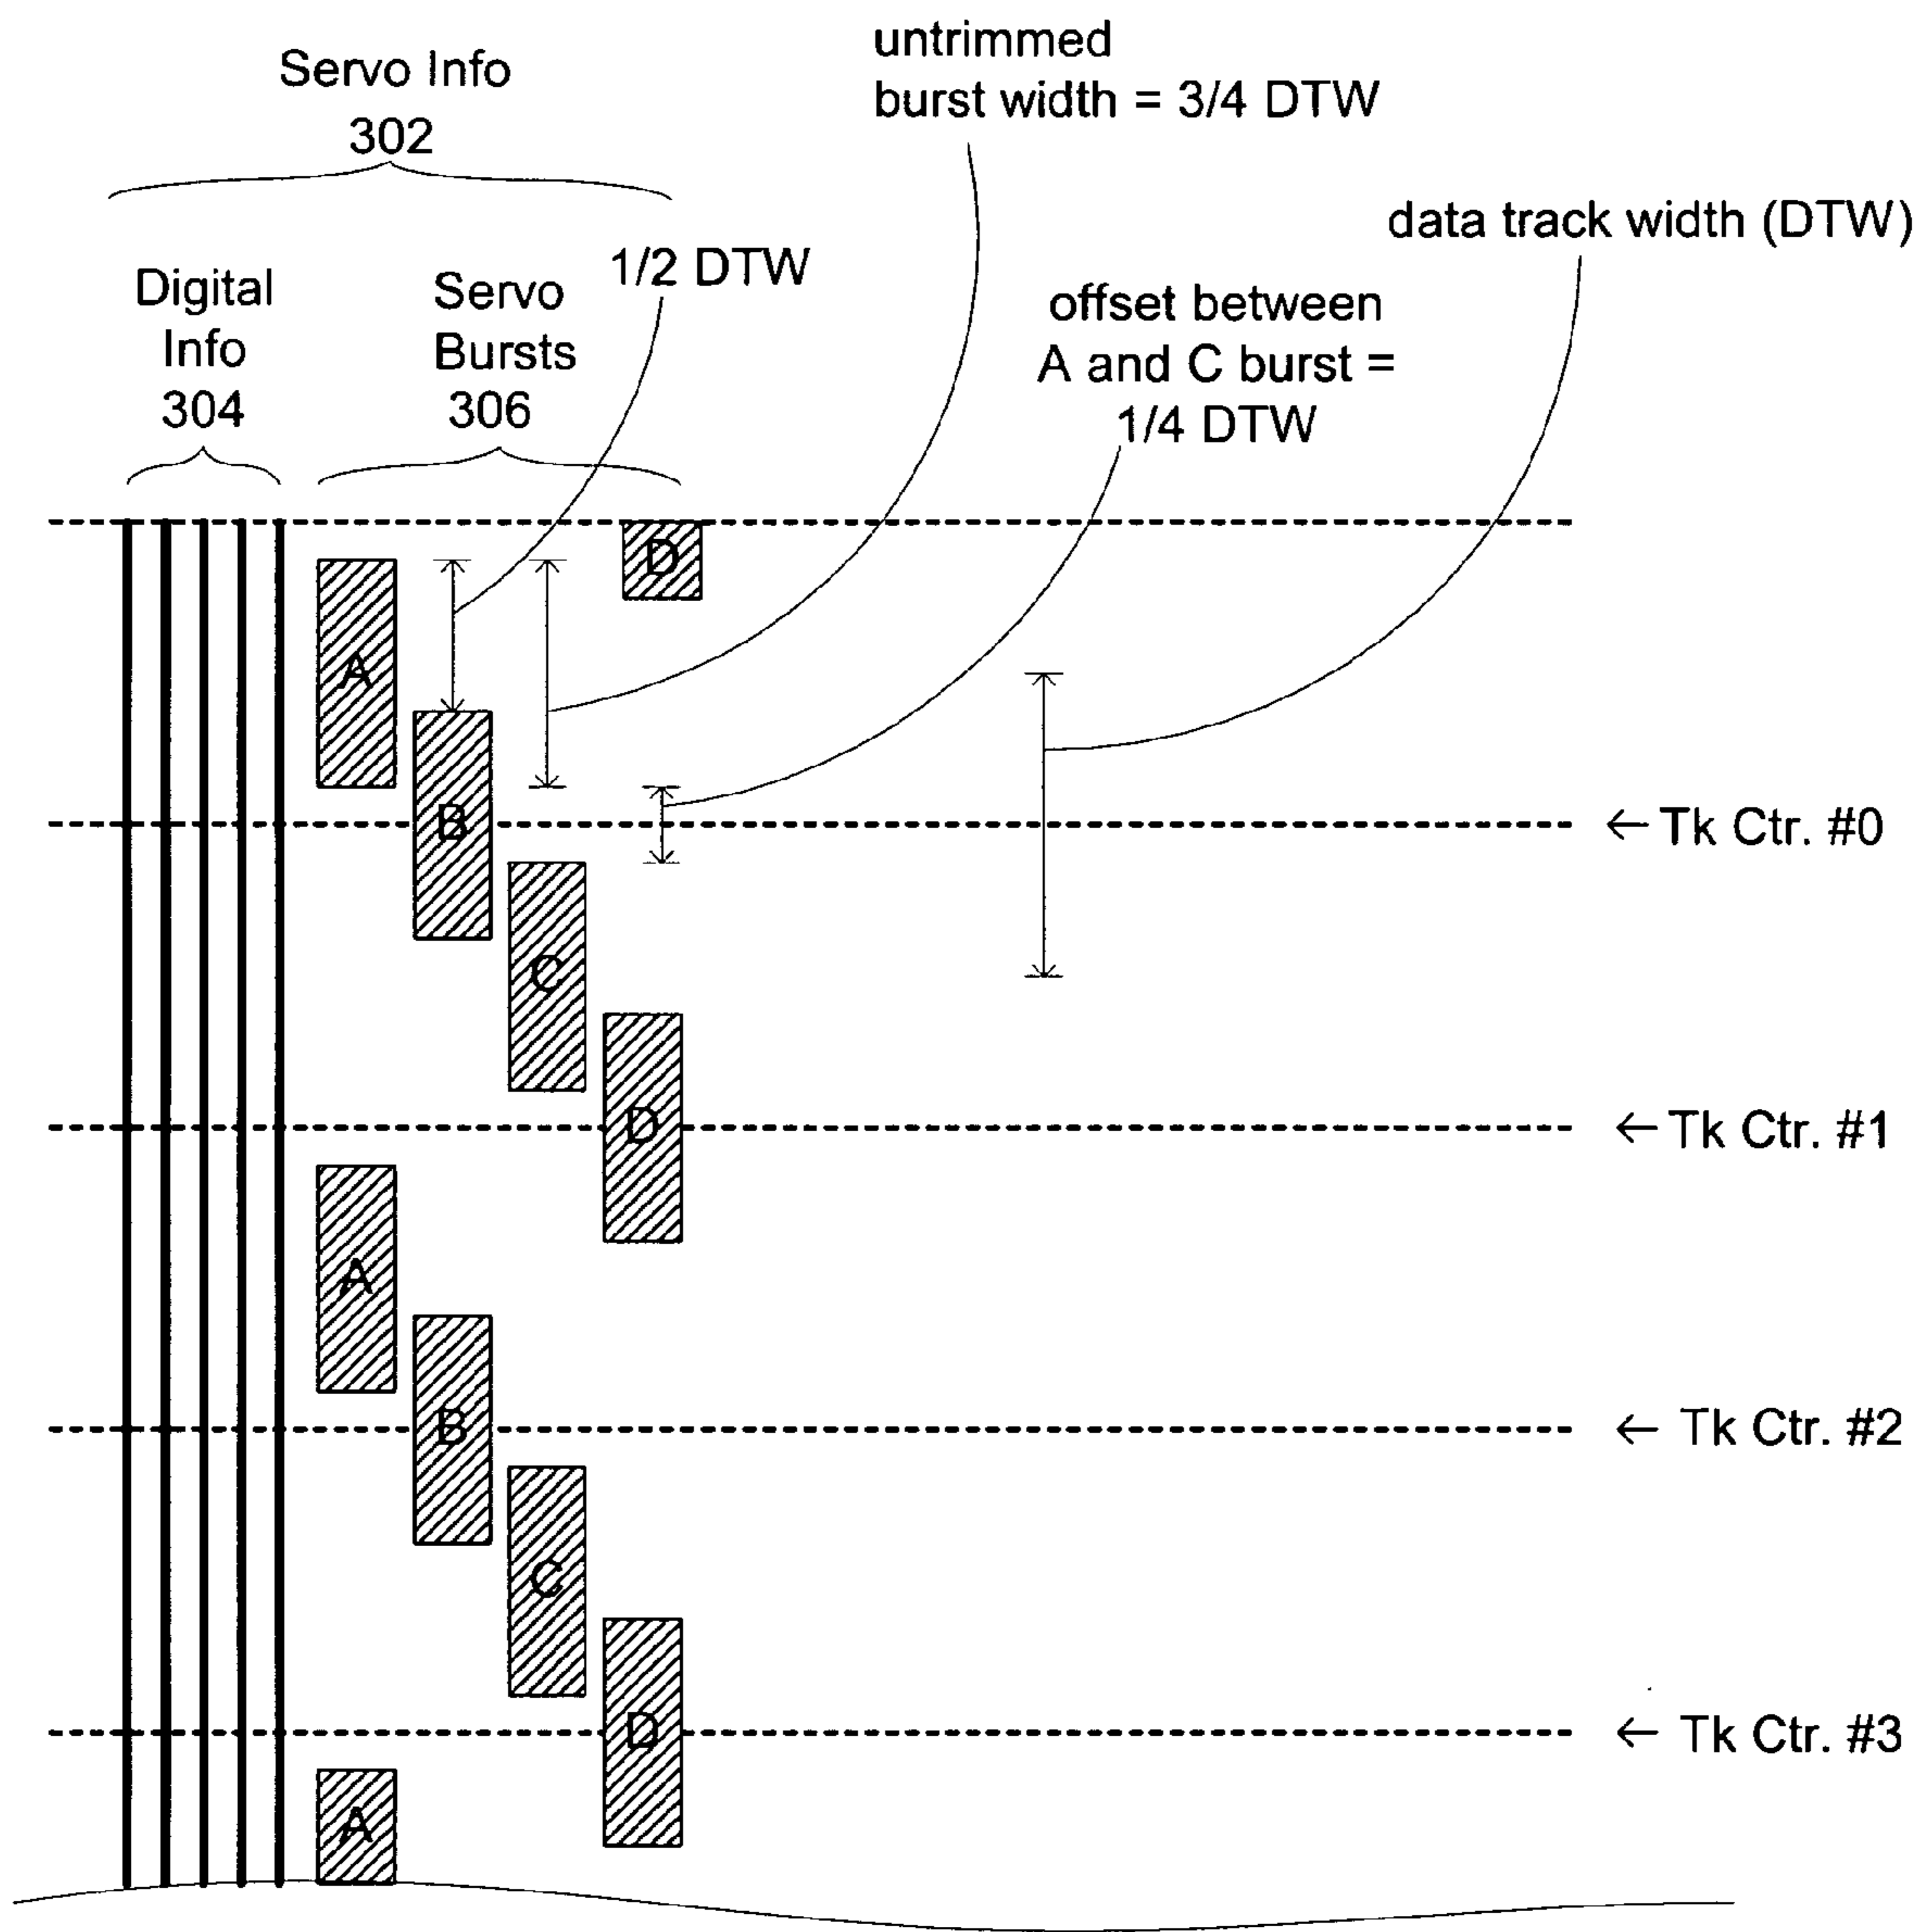 untrimmed
burst width = 3/4 DTW
Servo Info
302
data track width (DTW)
1/2 DTW
Digital
Info
304
Servo
Bursts
306
offset between
A and C burst =
1/4 DTW
D
A
B
← Tk Ctr. #0
C
D
← Tk Ctr. #1
A
B
← Tk Ctr. #2
C
D
← Tk Ctr. #3
A